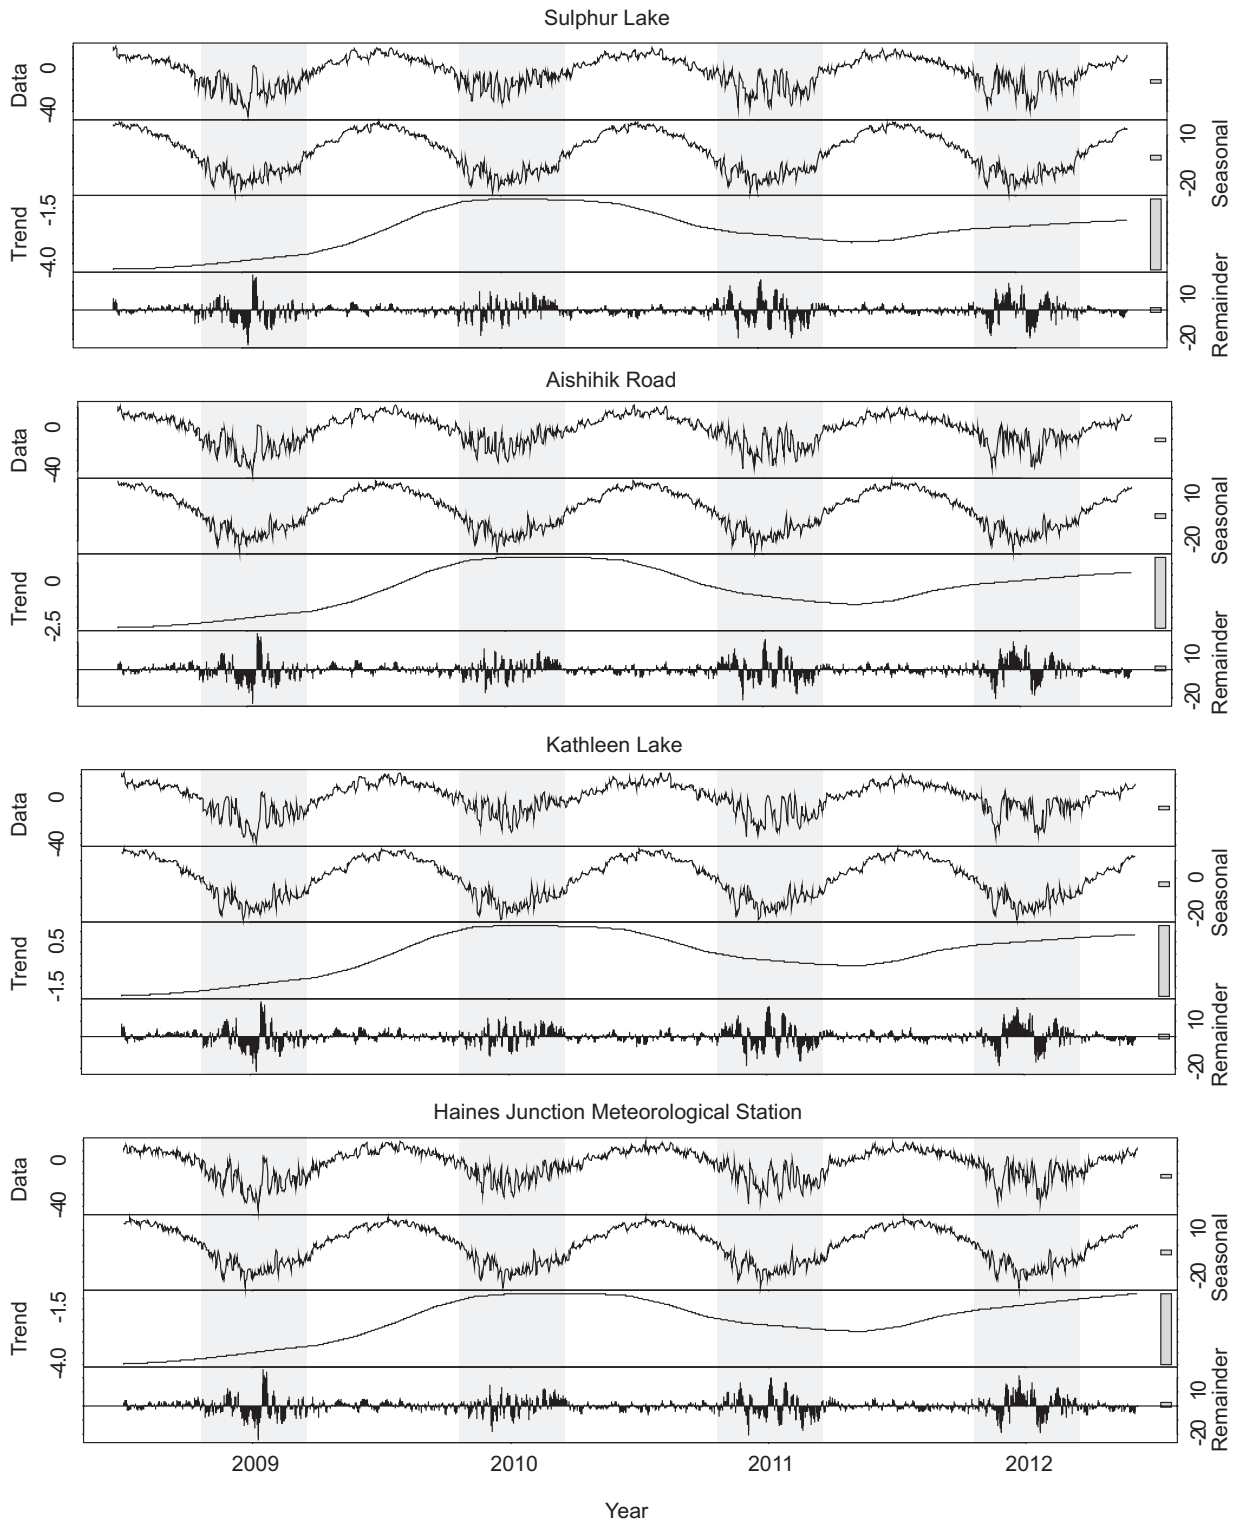 Sulphur Lake
Data
0
-40
Seasonal
10
-20
Trend
-1.5
-4.0
Remainder
10
-20
Aishihik Road
Data
0
-40
Seasonal
10
-20
Trend
0
-2.5
Remainder
10
-20
Kathleen Lake
Data
0
-40
Seasonal
0
-20
Trend
0.5
-1.5
Remainder
10
-20
Haines Junction Meteorological Station
Data
0
-40
Seasonal
10
-20
Trend
-1.5
-4.0
Remainder
10
-20
2009 2010 2011 2012
Year